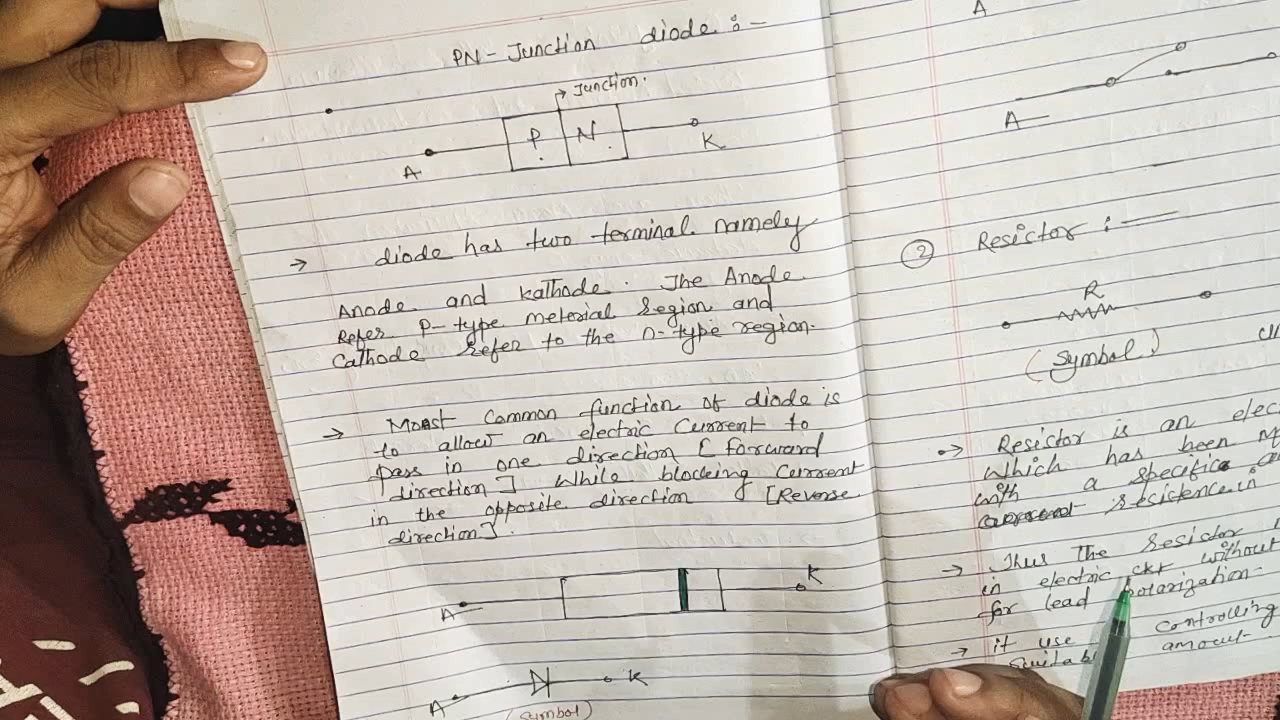 PN-Junction diode :-
Junction.
P N
A K
→ diode has two terminal namely
Anode and kathode. The Anode
Refer P-type meterial region and
Cathode refer to the n-type region.
→ Most common function of diode is
to allow an electric current to
pass in one direction [forward
direction] while blocking current
in the opposite direction [Reverse
direction].
A K
A K
(Symbol)
A
A
② Resistor :-
R
(Symbol)
→ Resistor is an elec
which has been
with a specific
resistence in
→ Thus The resistor
in electric ckt without
for lead polarization-
→ it use controlling
amount